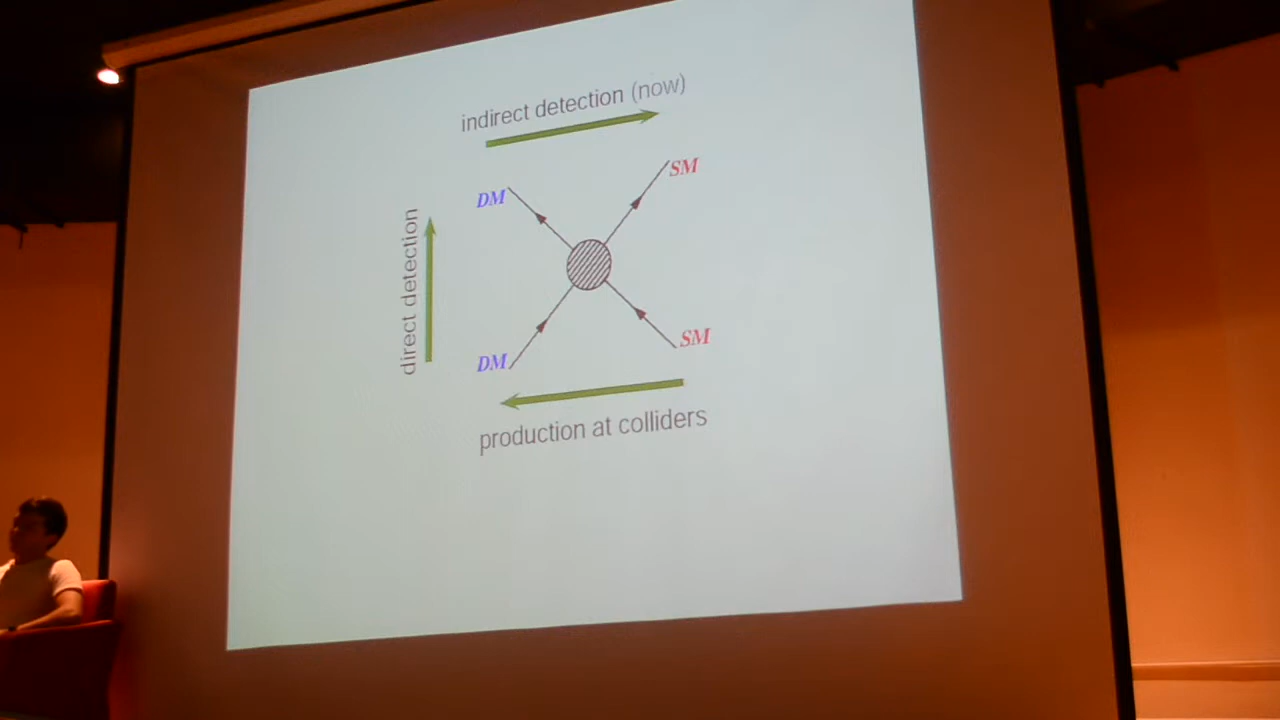 indirect detection (now)
SM
DM
direct detection
DM
SM
production at colliders